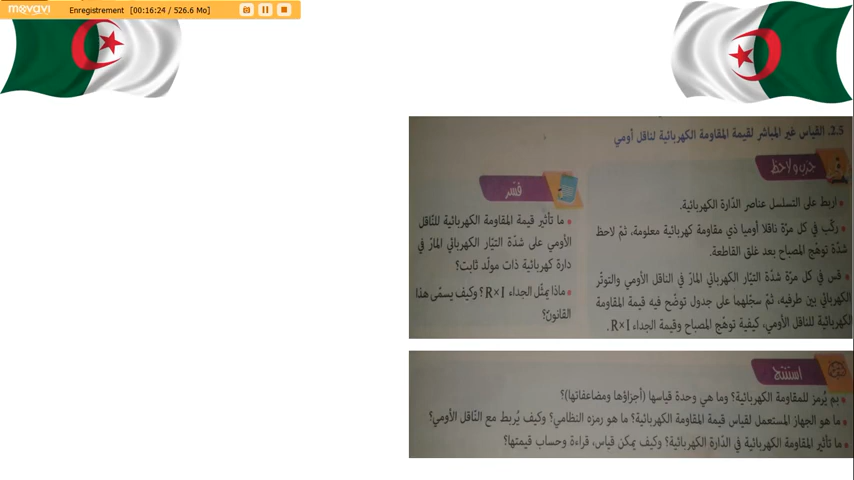 movavi Enregistrement [00:16:24 / 526.6 Mo]
2.5. القياس غير المباشر لقيمة المقاومة الكهربائية لناقل أومي
جرّب ولاحظ
• اربط على التسلسل عناصر الدّارة الكهربائية.
• ركّب في كل مرّة ناقلا أوميا ذي مقاومة كهربائية معلومة، ثمّ لاحظ
شدّة توهّج المصباح بعد غلق القاطعة.
• قس في كل مرّة شدّة التيّار الكهربائي المارّ في الناقل الأومي والتوتّر
الكهربائي بين طرفيه، ثمّ سجّلهما على جدول توضّح فيه قيمة المقاومة
الكهربائية للناقل الأومي، كيفية توهّج المصباح وقيمة الجداء R×I.
فسّر
• ما تأثير قيمة المقاومة الكهربائية للنّاقل
الأومي على شدّة التيّار الكهربائي المارّ في
دارة كهربائية ذات مولّد ثابت؟
• ماذا يمثّل الجداء R×I؟ وكيف يسمّى هذا
القانون؟
استنتج
• بم يُرمز للمقاومة الكهربائية؟ وما هي وحدة قياسها (أجزاؤها ومضاعفاتها)؟
• ما هو الجهاز المستعمل لقياس قيمة المقاومة الكهربائية؟ ما هو رمزه النظامي؟ وكيف يُربط مع النّاقل الأومي؟
• ما تأثير المقاومة الكهربائية في الدّارة الكهربائية؟ وكيف يمكن قياس، قراءة وحساب قيمتها؟